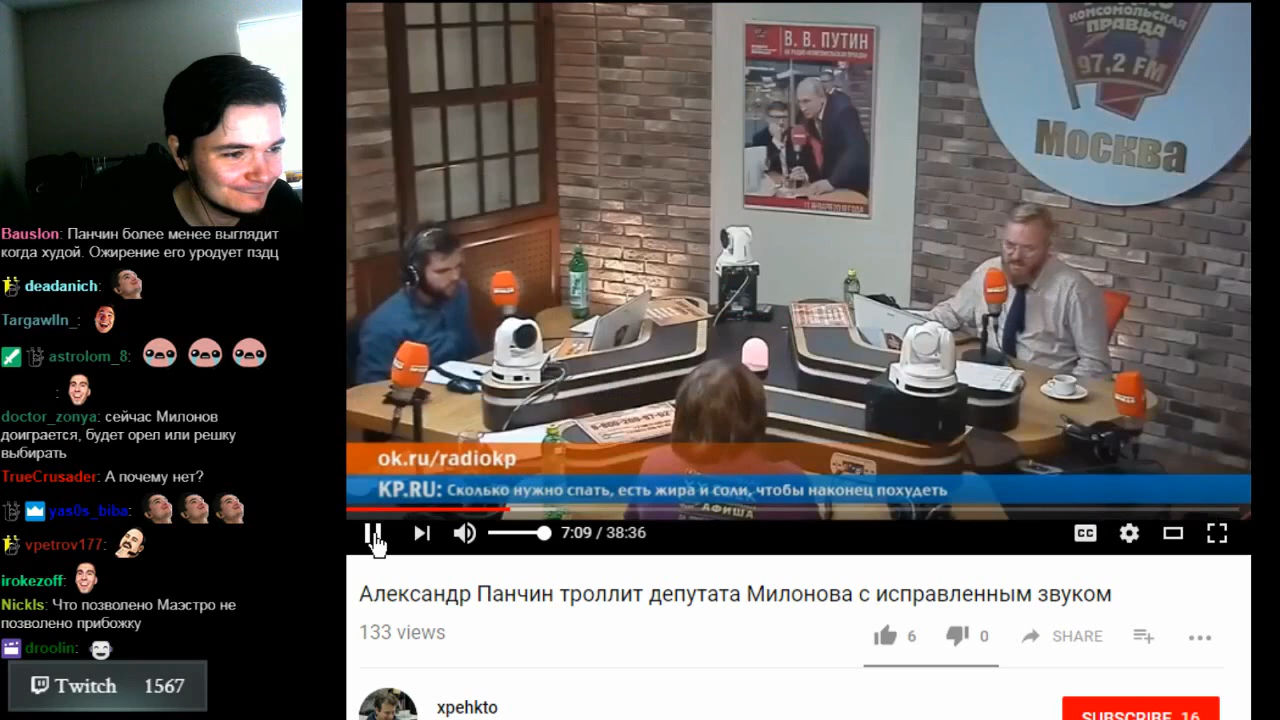 Bauslon: Панчин более менее выглядит
когда худой. Ожирение его уродует пздц
deadanich:
Targawlln_:
astrolom_8:
:
doctor_zonya: сейчас Милонов
доиграется, будет орел или решку
выбирать
TrueCrusader: А почему нет?
yas0s_biba:
vpetrov177:
irokezoff:
Nickls: Что позволено Маэстро не
позволено прибожку
droolin:
Twitch 1567
В. В. ПУТИН
КОМСОМОЛЬСКАЯ
ПРАВДА
97,2 FM
Москва
АФИША
ok.ru/radiokp
KP.RU: Сколько нужно спать, есть жира и соли, чтобы наконец похудеть
7:09 / 38:36
CC
Александр Панчин троллит депутата Милонова с исправленным звуком
133 views
6
0
SHARE
xpehkto
SUBSCRIBE 16